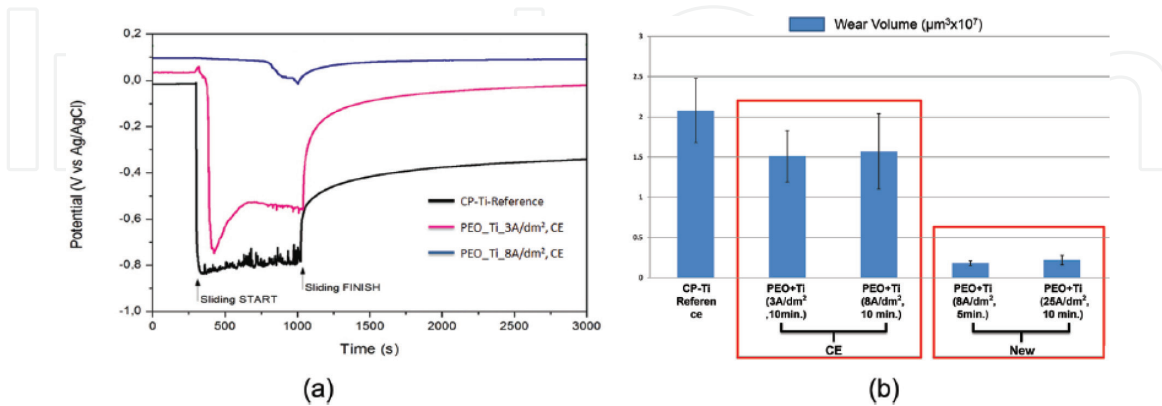 0,2
0,0
-0,2
-0,4
-0,6
-0,8
-1,0
Potential (V vs Ag/AgCl)
CP-Ti-Reference
PEO_Ti_3A/dm², CE
PEO_Ti_8A/dm², CE
Sliding START
Sliding FINISH
0 500 1000 1500 2000 2500 3000
Time (s)
(a)
Wear Volume (µm³x10⁷)
3
2.5
2
1.5
1
0.5
0
CP-Ti
Referen
ce
PEO+Ti
(3A/dm²
,10min.)
PEO+Ti
(8A/dm²,
10 min.)
PEO+Ti
(8A/dm²,
5min.)
PEO+Ti
(25A/dm²,
10 min.)
CE
New
(b)